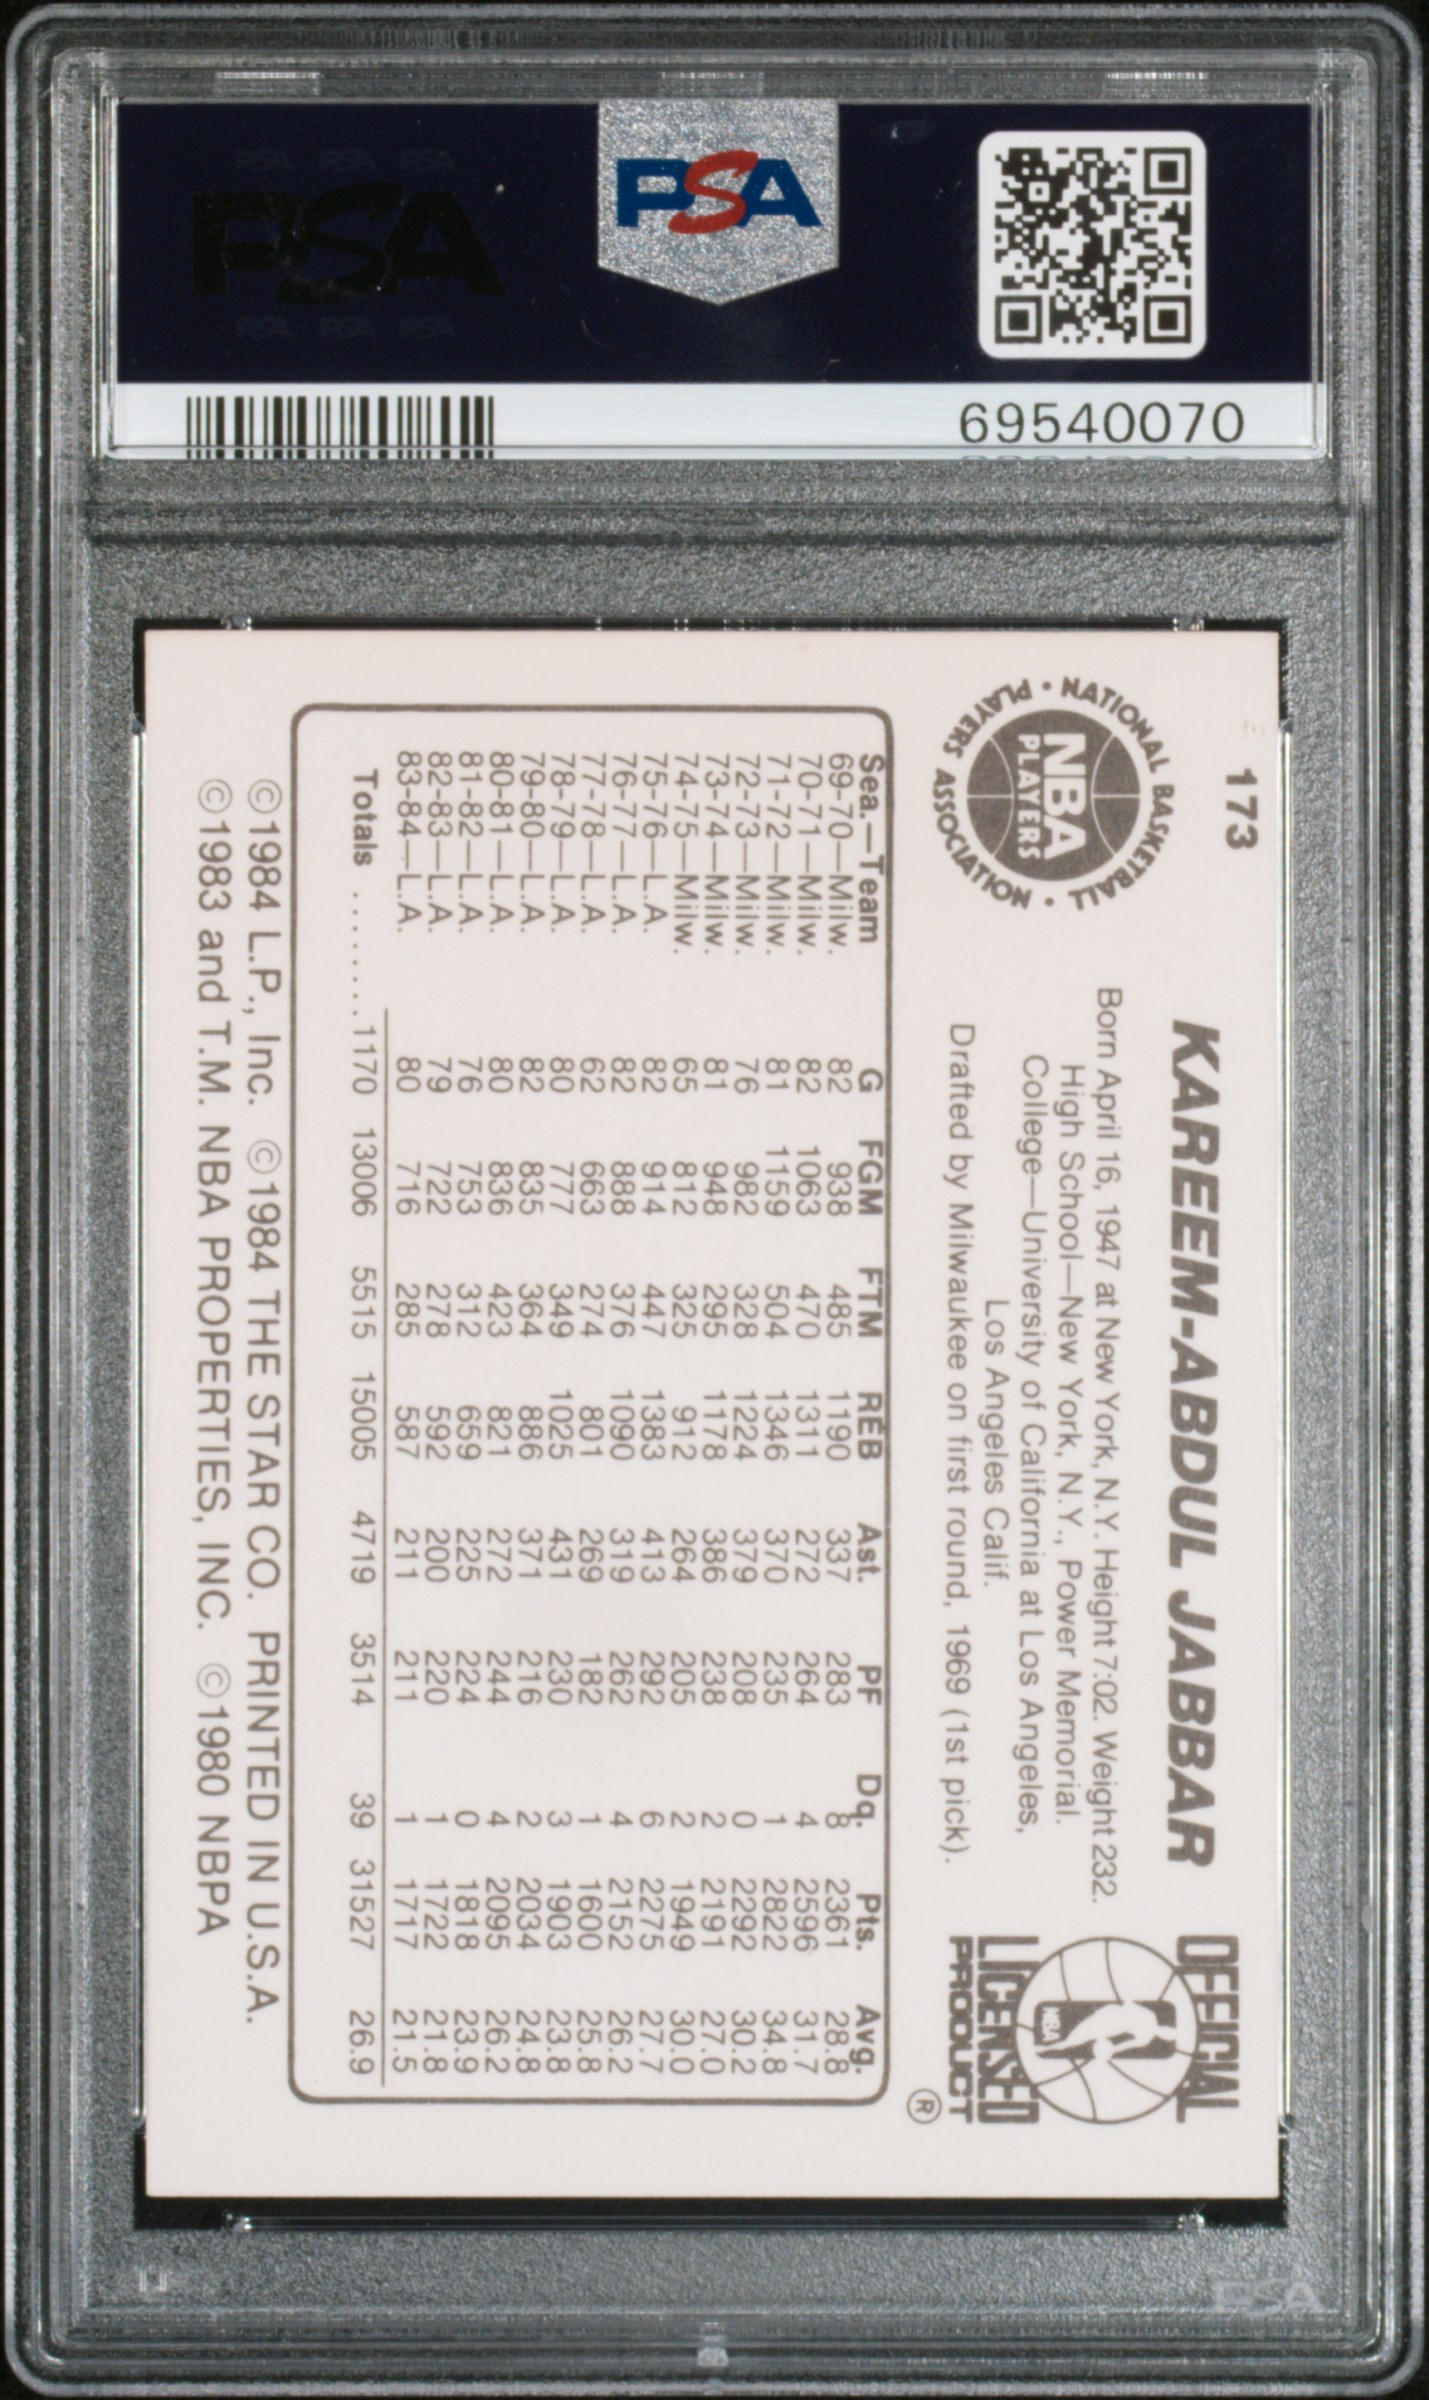 PSA PSA PSA
PSA
PSA PSA PSA
PSA
69540070
173
NATIONAL BASKETBALL • PLAYERS ASSOCIATION •
NBA
PLAYERS
KAREEM-ABDUL JABBAR
Born April 16, 1947 at New York, N.Y. Height 7:02. Weight 232.
High School—New York, N.Y., Power Memorial.
College—University of California at Los Angeles,
Los Angeles Calif.
Drafted by Milwaukee on first round, 1969 (1st pick).
OFFICIAL
NBA
LICENSED
PRODUCT
®
Sea.—Team G FGM FTM REB Ast. PF Dq. Pts. Avg.
69-70—Milw. 82 938 485 1190 337 283 8 2361 28.8
70-71—Milw. 82 1063 470 1311 272 264 4 2596 31.7
71-72—Milw. 81 1159 504 1346 370 235 1 2822 34.8
72-73—Milw. 76 982 328 1224 379 208 0 2292 30.2
73-74—Milw. 81 948 295 1178 386 238 2 2191 27.0
74-75—Milw. 65 812 325 912 264 205 2 1949 30.0
75-76—L.A. 82 914 447 1383 413 292 6 2275 27.7
76-77—L.A. 82 888 376 1090 319 262 4 2152 26.2
77-78—L.A. 62 663 274 801 269 182 1 1600 25.8
78-79—L.A. 80 777 349 1025 431 230 3 1903 23.8
79-80—L.A. 82 835 364 886 371 216 2 2034 24.8
80-81—L.A. 80 836 423 821 272 244 4 2095 26.2
81-82—L.A. 76 753 312 659 225 224 0 1818 23.9
82-83—L.A. 79 722 278 592 200 220 1 1722 21.8
83-84—L.A. 80 716 285 587 211 211 1 1717 21.5
Totals ........1170 13006 5515 15005 4719 3514 39 31527 26.9
©1984 L.P., Inc. ©1984 THE STAR CO. PRINTED IN U.S.A.
©1983 and T.M. NBA PROPERTIES, INC. ©1980 NBPA
PSA